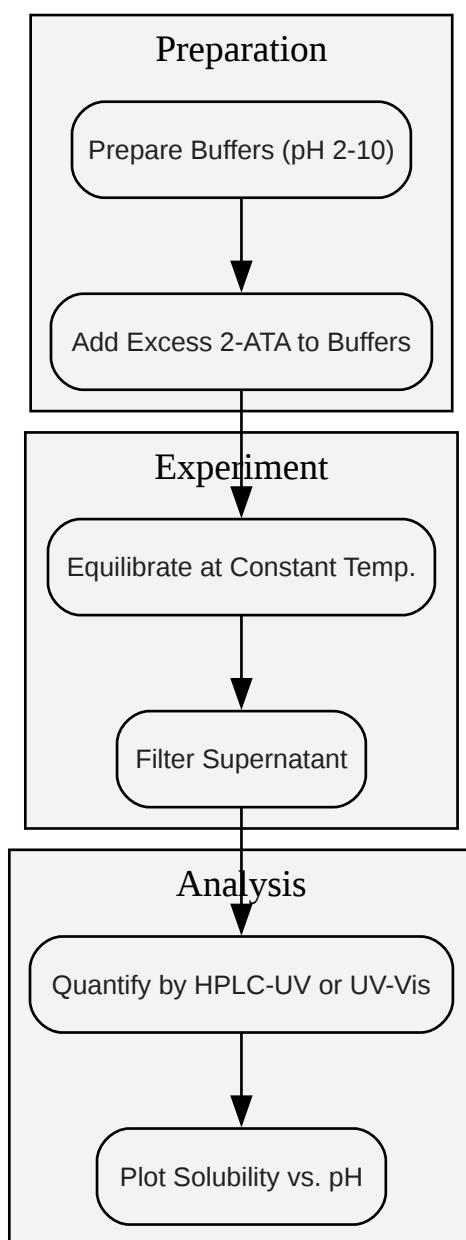 Preparation
Prepare Buffers (pH 2-10)
Add Excess 2-ATA to Buffers
Experiment
Equilibrate at Constant Temp.
Filter Supernatant
Analysis
Quantify by HPLC-UV or UV-Vis
Plot Solubility vs. pH